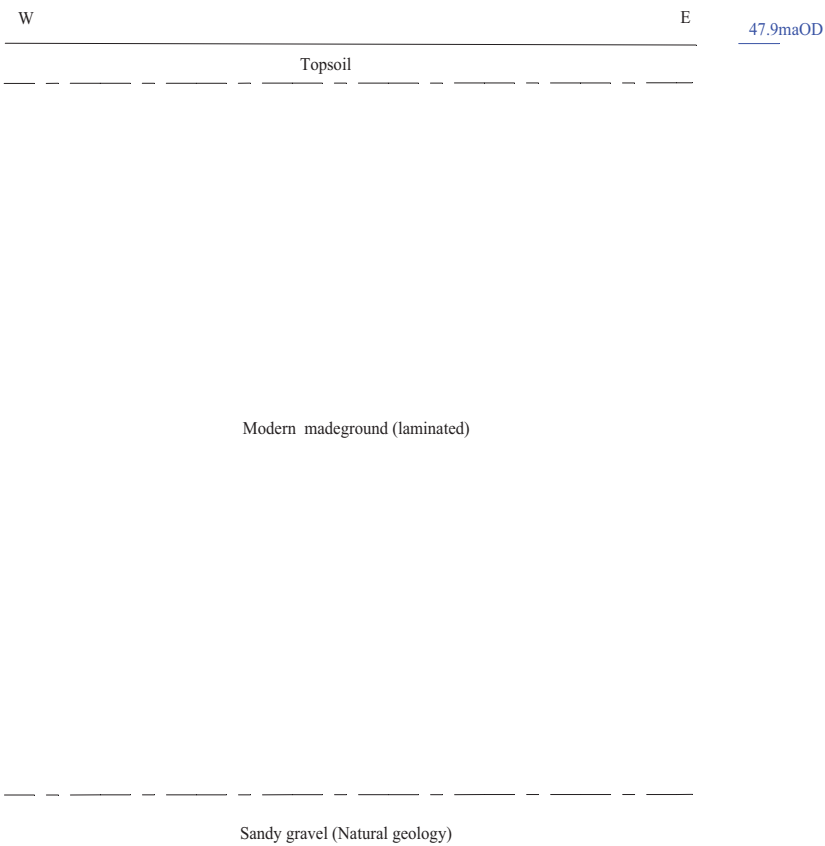 W
E
47.9maOD
Topsoil
Modern madeground (laminated)
Sandy gravel (Natural geology)